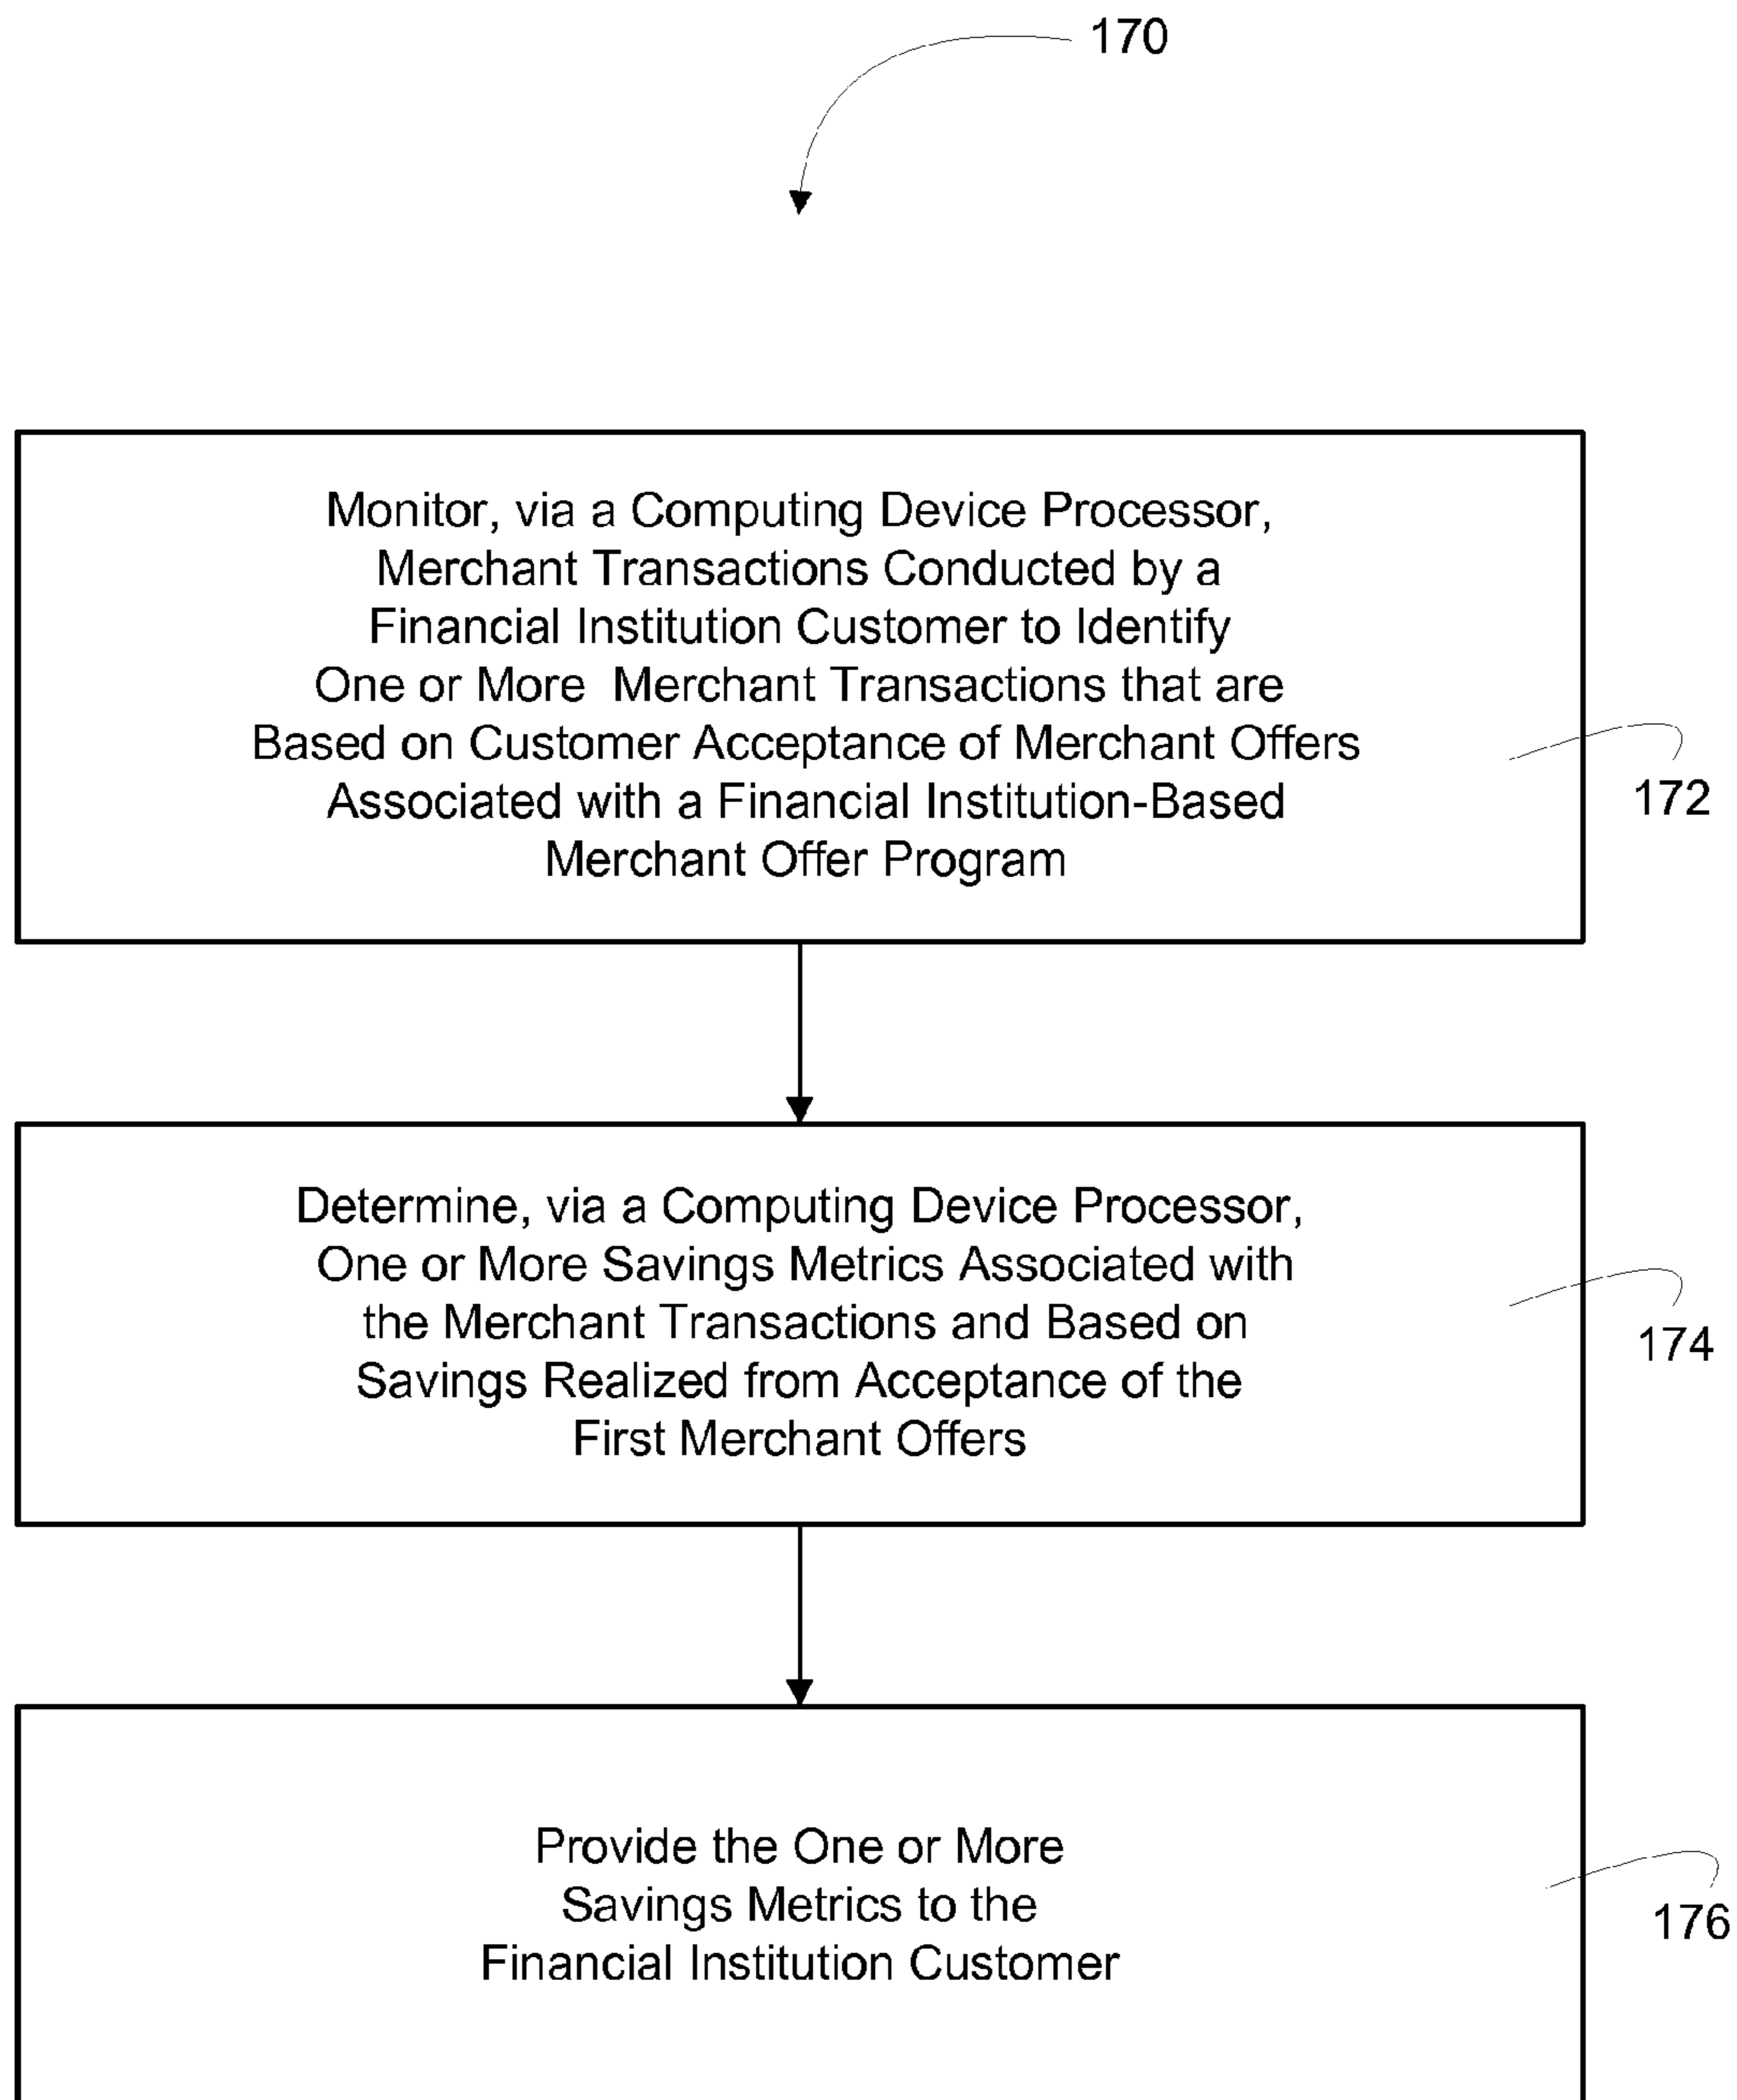 170
Monitor, via a Computing Device Processor,
Merchant Transactions Conducted by a
Financial Institution Customer to Identify
One or More  Merchant Transactions that are
Based on Customer Acceptance of Merchant Offers
Associated with a Financial Institution-Based
Merchant Offer Program
172
Determine, via a Computing Device Processor,
One or More Savings Metrics Associated with
the Merchant Transactions and Based on
Savings Realized from Acceptance of the
First Merchant Offers
174
Provide the One or More
Savings Metrics to the
Financial Institution Customer
176